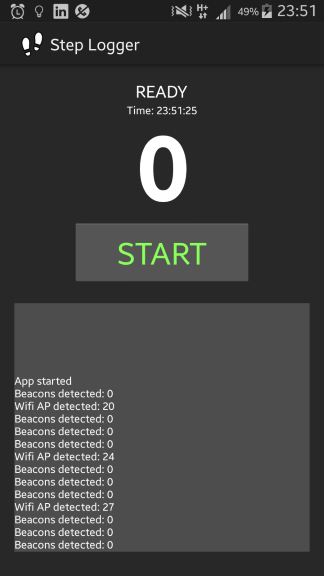 H+
49%
23:51
Step Logger
READY
Time: 23:51:25
0
START
App started
Beacons detected: 0
Wifi AP detected: 20
Beacons detected: 0
Beacons detected: 0
Beacons detected: 0
Wifi AP detected: 24
Beacons detected: 0
Beacons detected: 0
Beacons detected: 0
Wifi AP detected: 27
Beacons detected: 0
Beacons detected: 0
Beacons detected: 0